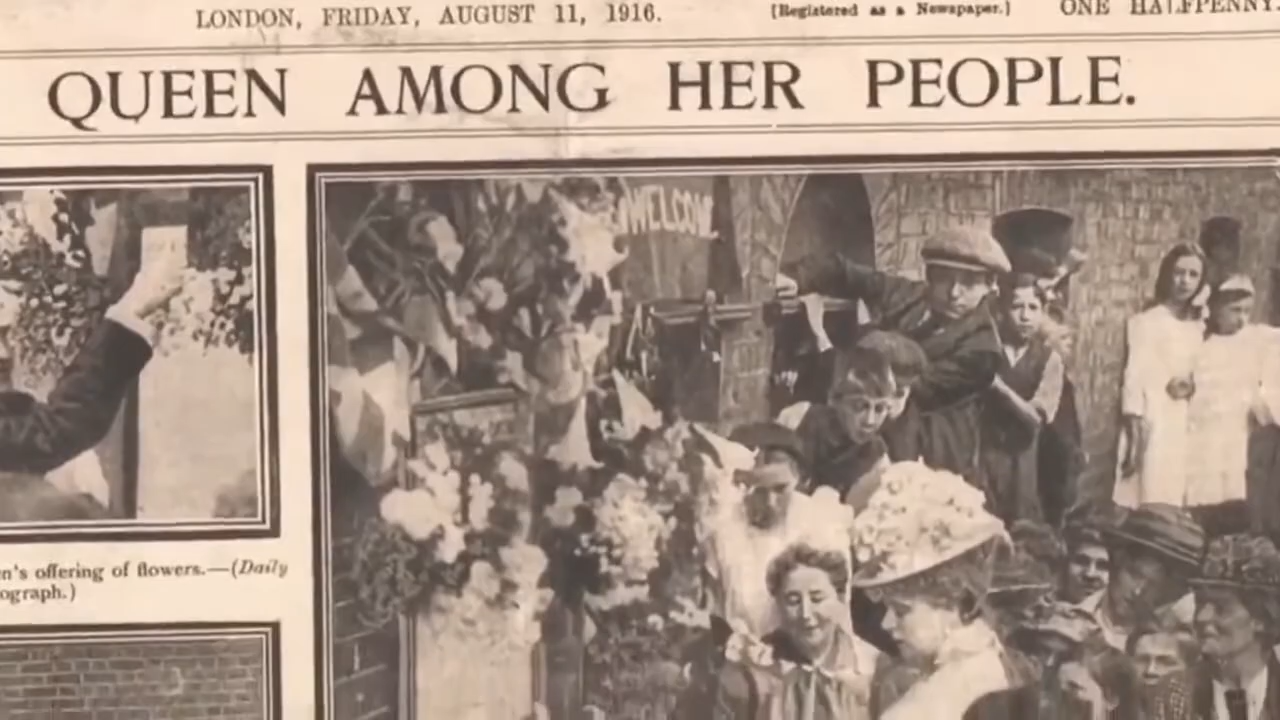 LONDON, FRIDAY, AUGUST 11, 1916.
[Registered as a Newspaper.]
ONE HALFPENNY.
QUEEN AMONG HER PEOPLE.
WELCOME
n's offering of flowers.—(Daily
ograph.)